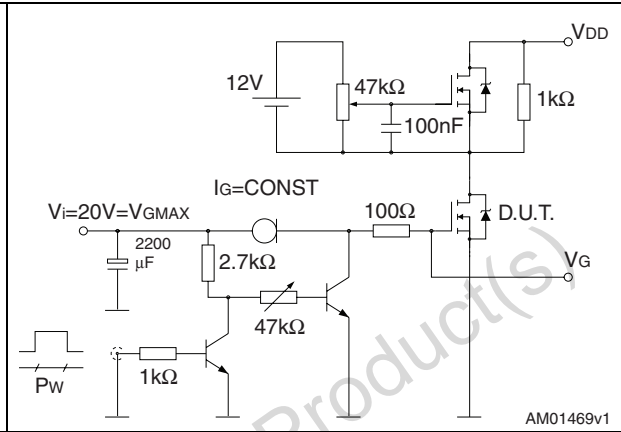 VDD
12V
47kΩ
1kΩ
100nF
IG=CONST
Vi=20V=VGMAX
100Ω
D.U.T.
2200
μF
2.7kΩ
VG
47kΩ
1kΩ
PW
Product(s)
AM01469v1